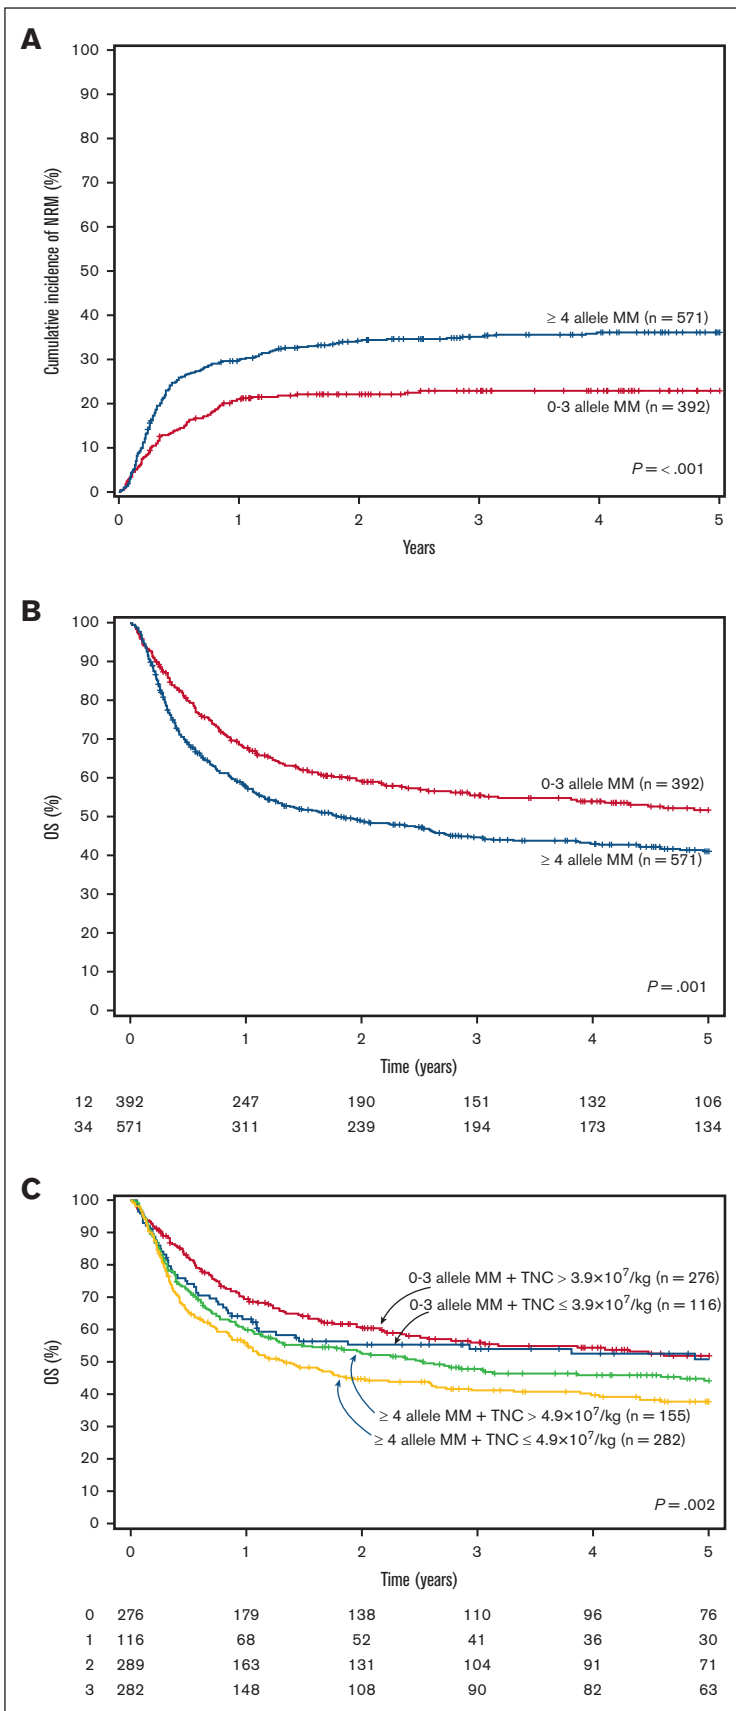 A
100
90
80
70
60
50
40
30
20
10
0
Cumulative incidence of NRM (%)
≥ 4 allele MM (n = 571)
0-3 allele MM (n = 392)
P = < .001
0 1 2 3 4 5
Years
B
100
90
80
70
60
50
40
30
20
10
0
OS (%)
0-3 allele MM (n = 392)
≥ 4 allele MM (n = 571)
P = .001
0 1 2 3 4 5
Time (years)
12 392 247 190 151 132 106
34 571 311 239 194 173 134
C
100
90
80
70
60
50
40
30
20
10
0
OS (%)
0-3 allele MM + TNC > 3.9×10⁷/kg (n = 276)
0-3 allele MM + TNC ≤ 3.9×10⁷/kg (n = 116)
≥ 4 allele MM + TNC > 4.9×10⁷/kg (n = 155)
≥ 4 allele MM + TNC ≤ 4.9×10⁷/kg (n = 282)
P = .002
0 1 2 3 4 5
Time (years)
0 276 179 138 110 96 76
1 116 68 52 41 36 30
2 289 163 131 104 91 71
3 282 148 108 90 82 63